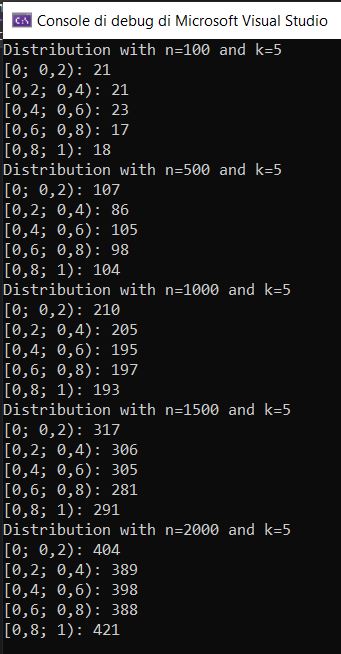 C:\ Console di debug di Microsoft Visual Studio
Distribution with n=100 and k=5
[0; 0,2): 21
[0,2; 0,4): 21
[0,4; 0,6): 23
[0,6; 0,8): 17
[0,8; 1): 18
Distribution with n=500 and k=5
[0; 0,2): 107
[0,2; 0,4): 86
[0,4; 0,6): 105
[0,6; 0,8): 98
[0,8; 1): 104
Distribution with n=1000 and k=5
[0; 0,2): 210
[0,2; 0,4): 205
[0,4; 0,6): 195
[0,6; 0,8): 197
[0,8; 1): 193
Distribution with n=1500 and k=5
[0; 0,2): 317
[0,2; 0,4): 306
[0,4; 0,6): 305
[0,6; 0,8): 281
[0,8; 1): 291
Distribution with n=2000 and k=5
[0; 0,2): 404
[0,2; 0,4): 389
[0,4; 0,6): 398
[0,6; 0,8): 388
[0,8; 1): 421